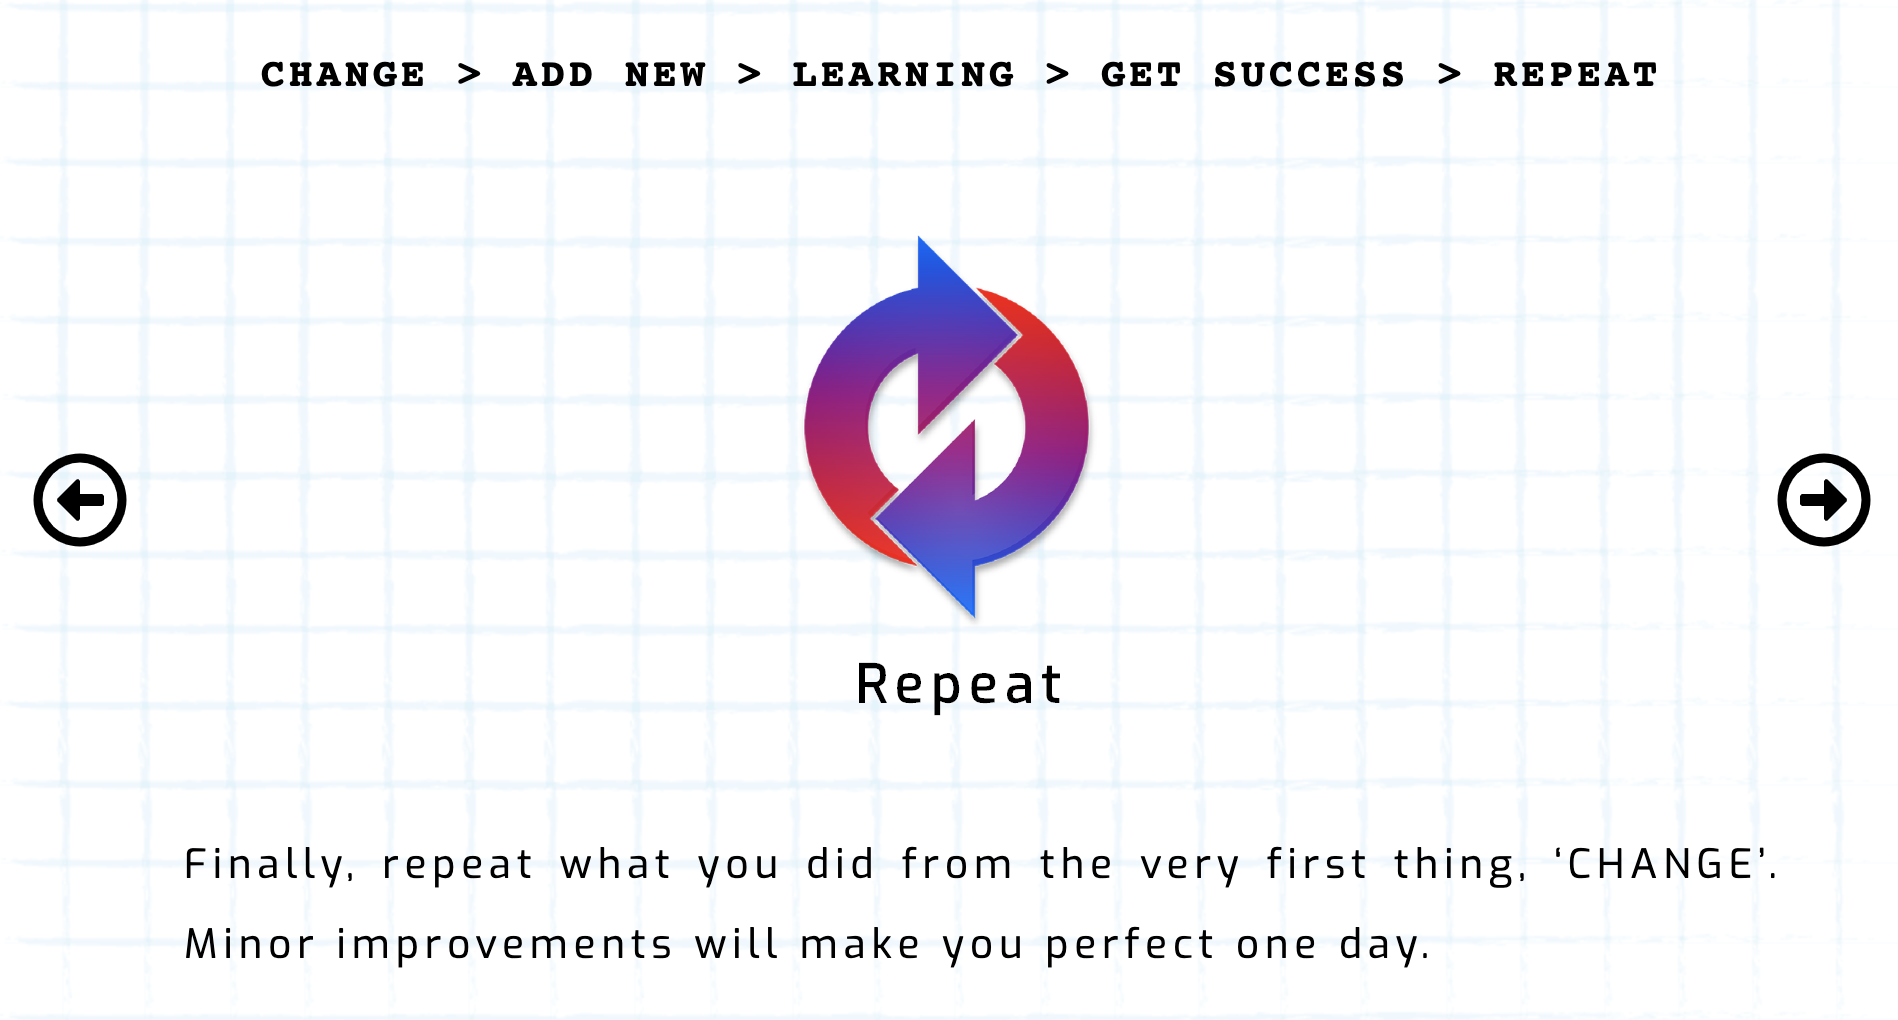 CHANGE > ADD NEW > LEARNING > GET SUCCESS > REPEAT
Repeat
Finally, repeat what you did from the very first thing, ‘CHANGE’.
Minor improvements will make you perfect one day.